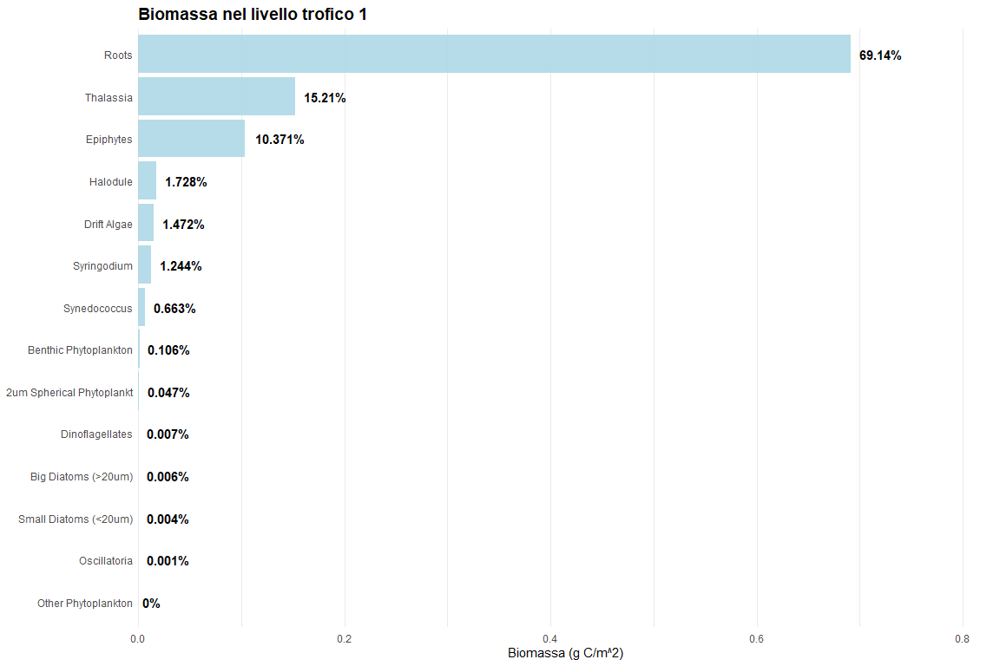 Biomassa nel livello trofico 1
Roots 69.14%
Thalassia 15.21%
Epiphytes 10.371%
Halodule 1.728%
Drift Algae 1.472%
Syringodium 1.244%
Synedococcus 0.663%
Benthic Phytoplankton 0.106%
2um Spherical Phytoplankt 0.047%
Dinoflagellates 0.007%
Big Diatoms (>20um) 0.006%
Small Diatoms (<20um) 0.004%
Oscillatoria 0.001%
Other Phytoplankton 0%
0.0 0.2 0.4 0.6 0.8
Biomassa (g C/m^2)